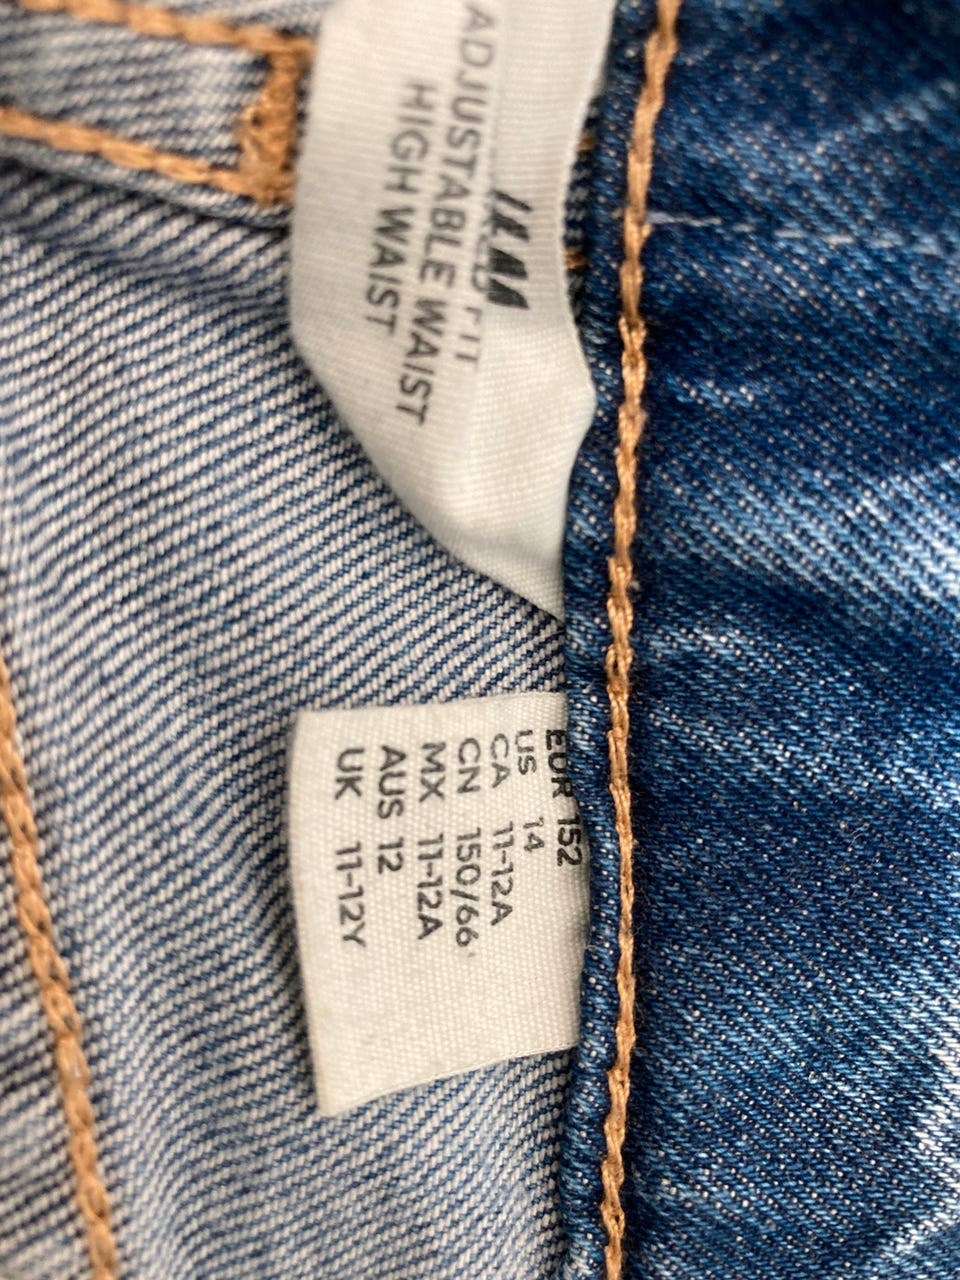 FIT
ADJUSTABLE WAIST
HIGH WAIST
EUR 152
US 14
CA 11-12A
CN 150/66
MX 11-12A
AUS 12
UK 11-12Y